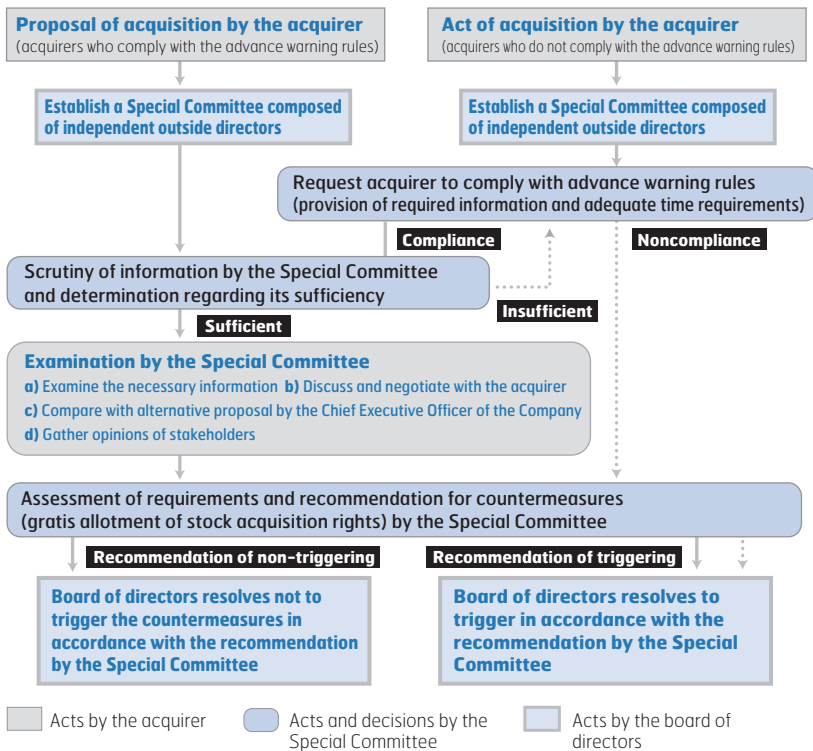 Proposal of acquisition by the acquirer
(acquirers who comply with the advance warning rules)
Act of acquisition by the acquirer
(acquirers who do not comply with the advance warning rules)
Establish a Special Committee composed
of independent outside directors
Establish a Special Committee composed
of independent outside directors
Request acquirer to comply with advance warning rules
(provision of required information and adequate time requirements)
Compliance
Noncompliance
Scrutiny of information by the Special Committee
and determination regarding its sufficiency
Insufficient
Sufficient
Examination by the Special Committee
a) Examine the necessary information b) Discuss and negotiate with the acquirer
c) Compare with alternative proposal by the Chief Executive Officer of the Company
d) Gather opinions of stakeholders
Assessment of requirements and recommendation for countermeasures
(gratis allotment of stock acquisition rights) by the Special Committee
Recommendation of non-triggering
Recommendation of triggering
Board of directors resolves not to
trigger the countermeasures in
accordance with the recommendation
by the Special Committee
Board of directors resolves to
trigger in accordance with the
recommendation by the Special
Committee
Acts by the acquirer
Acts and decisions by the
Special Committee
Acts by the board of
directors